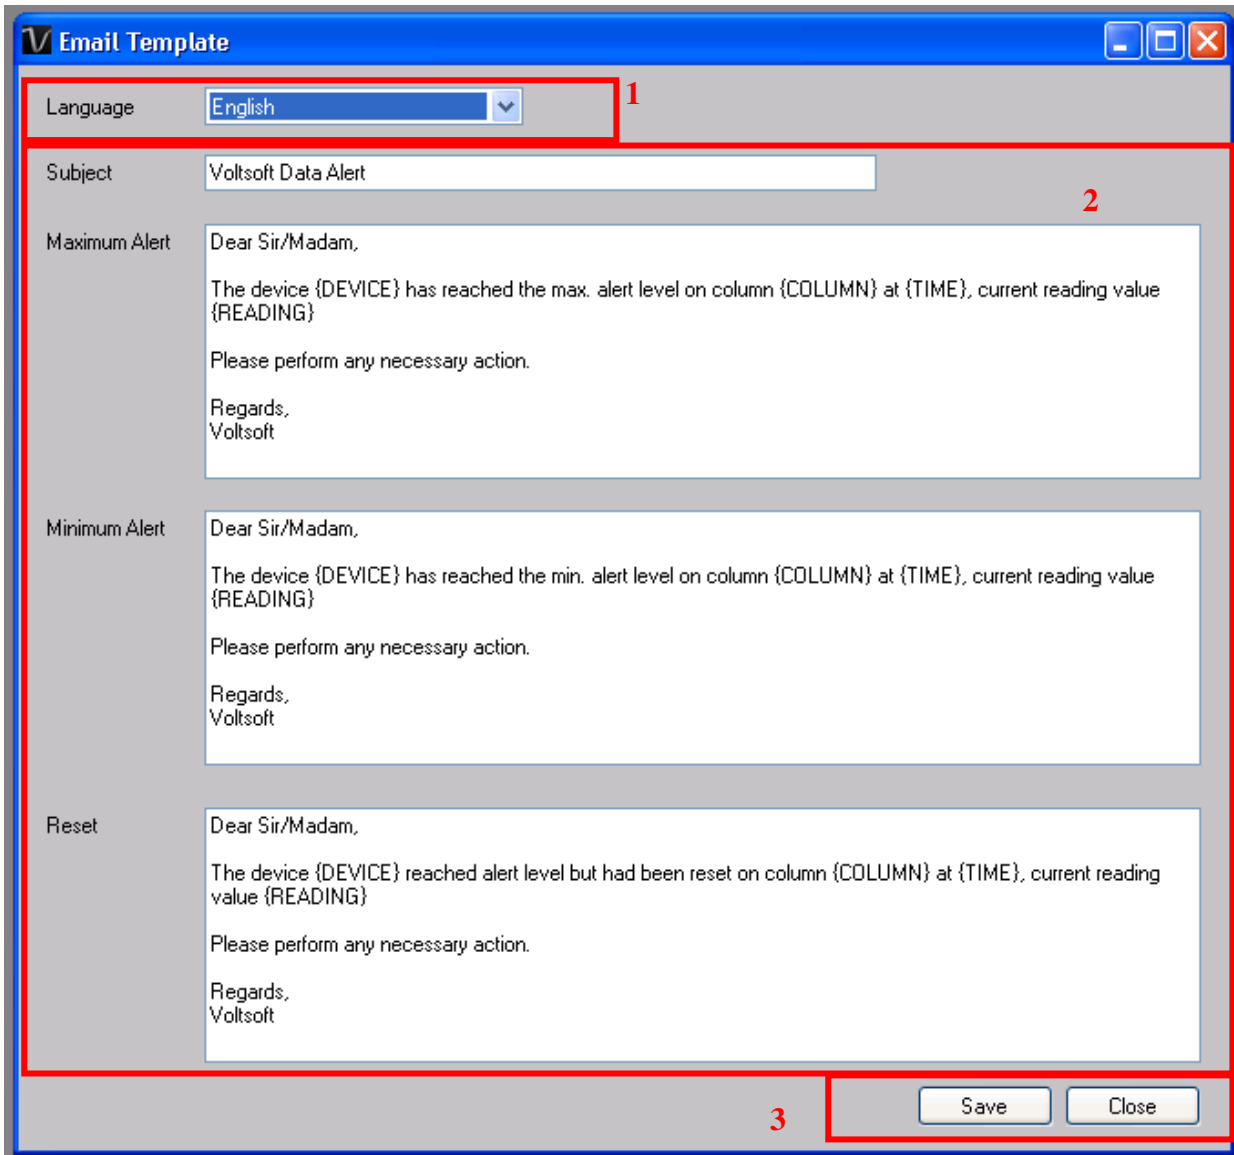 Email Template
Language
English
1
Subject
Voltsoft Data Alert
2
Maximum Alert
Dear Sir/Madam,
The device {DEVICE} has reached the max. alert level on column {COLUMN} at {TIME}, current reading value
{READING}
Please perform any necessary action.
Regards,
Voltsoft
Minimum Alert
Dear Sir/Madam,
The device {DEVICE} has reached the min. alert level on column {COLUMN} at {TIME}, current reading value
{READING}
Please perform any necessary action.
Regards,
Voltsoft
Reset
Dear Sir/Madam,
The device {DEVICE} reached alert level but had been reset on column {COLUMN} at {TIME}, current reading
value {READING}
Please perform any necessary action.
Regards,
Voltsoft
3
Save
Close